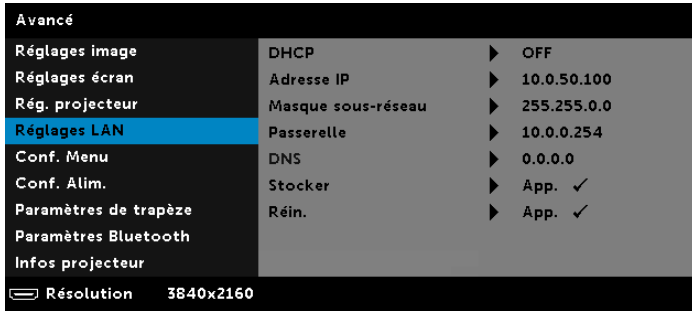 Avancé
Réglages image
Réglages écran
Rég. projecteur
Réglages LAN
Conf. Menu
Conf. Alim.
Paramètres de trapèze
Paramètres Bluetooth
Infos projecteur
DHCP OFF
Adresse IP 10.0.50.100
Masque sous-réseau 255.255.0.0
Passerelle 10.0.0.254
DNS 0.0.0.0
Stocker App. ✓
Réin. App. ✓
Résolution 3840x2160